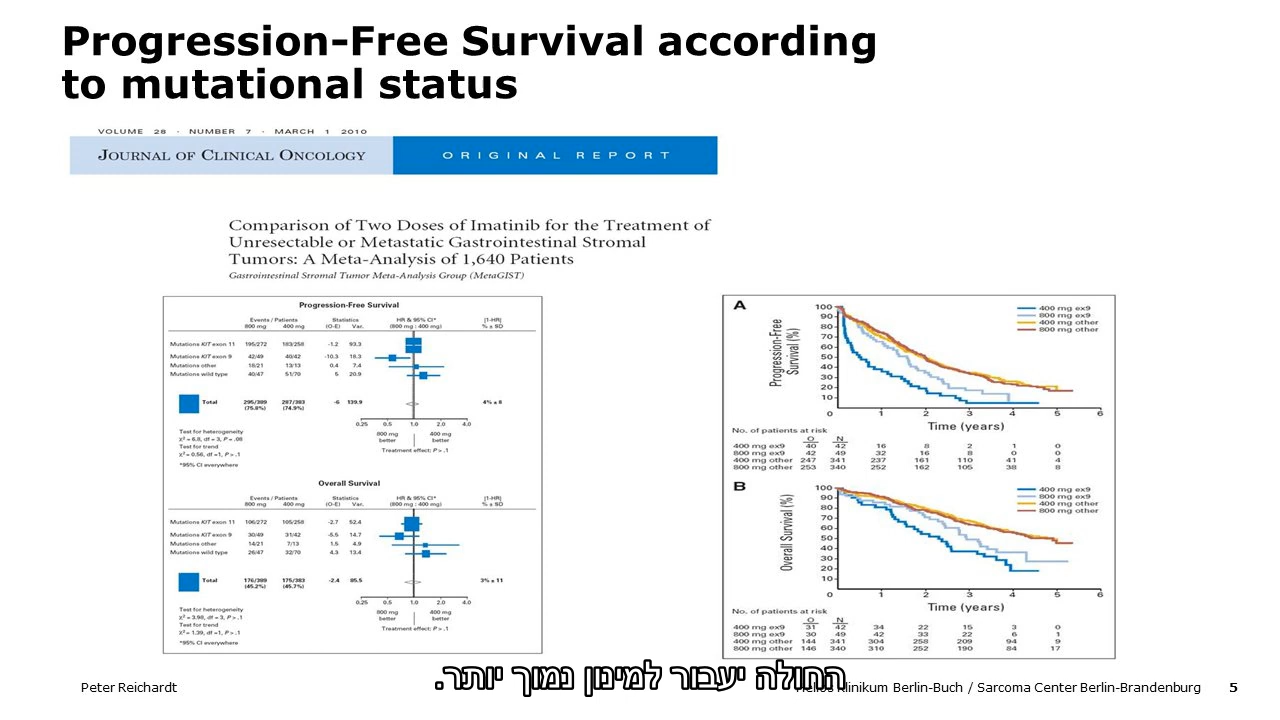 Progression-Free Survival according
to mutational status
VOLUME 28 · NUMBER 7 · MARCH 1 2010
JOURNAL OF CLINICAL ONCOLOGY
ORIGINAL REPORT
Comparison of Two Doses of Imatinib for the Treatment of
Unresectable or Metastatic Gastrointestinal Stromal
Tumors: A Meta-Analysis of 1,640 Patients
Gastrointestinal Stromal Tumor Meta-Analysis Group (MetaGIST)
Progression-Free Survival
Events / Patients Statistics HR & 95% CI* |1-HR|
800 mg 400 mg (O-E) Var. (800 mg : 400 mg) % ± SD
Mutations KIT exon 11 195/272 183/258 -1.2 93.3
Mutations KIT exon 9 42/49 40/42 -10.3 18.3
Mutations other 18/21 13/13 0.4 7.4
Mutations wild type 40/47 51/70 5 20.9
Total 295/389 287/383 -6 139.9 4% ± 8
(75.8%) (74.9%)
0.25 0.5 1.0 2.0 4.0
800 mg better 400 mg better
Treatment effect; P > .1
Test for heterogeneity
χ² = 6.8, df = 3, P = .08
Test for trend
χ² = 0.56, df =1, P > .1
*95% CI everywhere
Overall Survival
Events / Patients Statistics HR & 95% CI* |1-HR|
800 mg 400 mg (O-E) Var. (800 mg : 400 mg) % ± SD
Mutations KIT exon 11 106/272 105/258 -2.7 52.4
Mutations KIT exon 9 30/49 31/42 -5.5 14.7
Mutations other 14/21 7/13 1.5 4.9
Mutations wild type 26/47 32/70 4.3 13.4
Total 176/389 175/383 -2.4 85.5 3% ± 11
(45.2%) (45.7%)
0.25 0.5 1.0 2.0 4.0
800 mg better 400 mg better
Treatment effect; P > .1
Test for heterogeneity
χ² = 3.98, df = 3, P > .1
Test for trend
χ² = 1.39, df =1, P > .1
*95% CI everywhere
A
Progression-Free
Survival (%)
100
90
80
70
60
50
40
30
20
10
400 mg ex9
800 mg ex9
400 mg other
800 mg other
0 1 2 3 4 5 6
Time (years)
No. of patients at risk
O N
400 mg ex9 40 42 16 8 2 1 0
800 mg ex9 42 49 32 16 8 0 0
400 mg other 247 341 237 161 110 41 4
800 mg other 253 340 252 162 105 38 8
B
Overall Survival (%)
100
90
80
70
60
50
40
30
20
10
400 mg ex9
800 mg ex9
400 mg other
800 mg other
0 1 2 3 4 5 6
Time (years)
No. of patients at risk
O N
400 mg ex9 31 42 34 22 15 3 0
800 mg ex9 30 49 42 33 22 6 1
400 mg other 144 341 304 258 209 94 9
800 mg other 146 340 310 252 190 84 17
החולה יעבור למינון נמוך יותר.
Peter Reichardt
Helios Klinikum Berlin-Buch / Sarcoma Center Berlin-Brandenburg
5